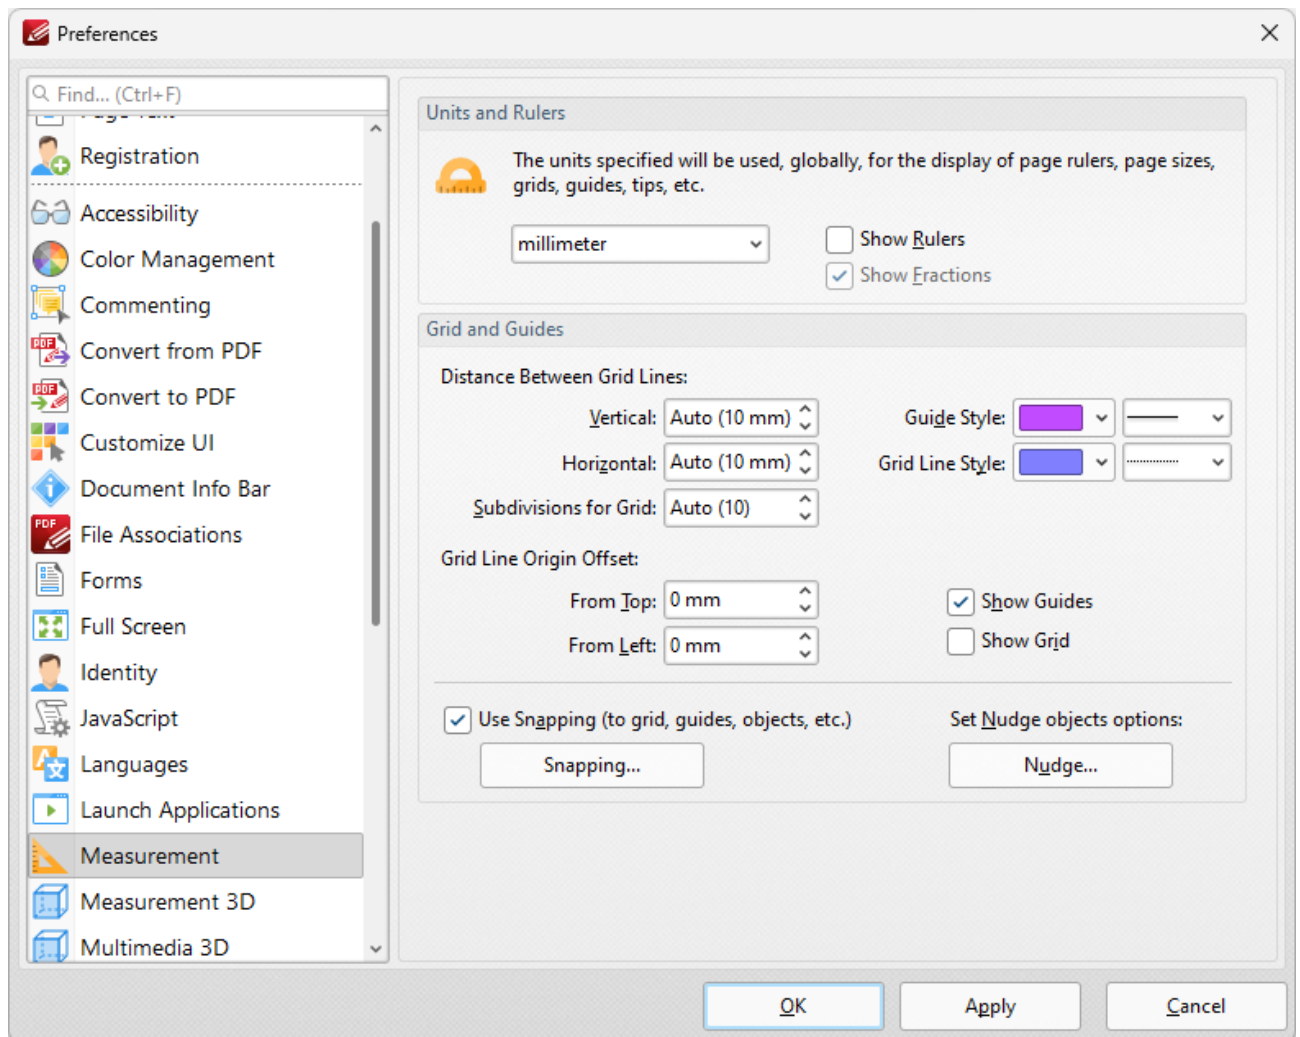 Preferences
Find... (Ctrl+F)
Registration
Accessibility
Color Management
Commenting
Convert from PDF
Convert to PDF
Customize UI
Document Info Bar
File Associations
Forms
Full Screen
Identity
JavaScript
Languages
Launch Applications
Measurement
Measurement 3D
Multimedia 3D
Units and Rulers
The units specified will be used, globally, for the display of page rulers, page sizes,
grids, guides, tips, etc.
millimeter
Show Rulers
Show Fractions
Grid and Guides
Distance Between Grid Lines:
Vertical: Auto (10 mm)
Guide Style:
Horizontal: Auto (10 mm)
Grid Line Style:
Subdivisions for Grid: Auto (10)
Grid Line Origin Offset:
From Top: 0 mm
Show Guides
From Left: 0 mm
Show Grid
Use Snapping (to grid, guides, objects, etc.)
Set Nudge objects options:
Snapping...
Nudge...
OK
Apply
Cancel